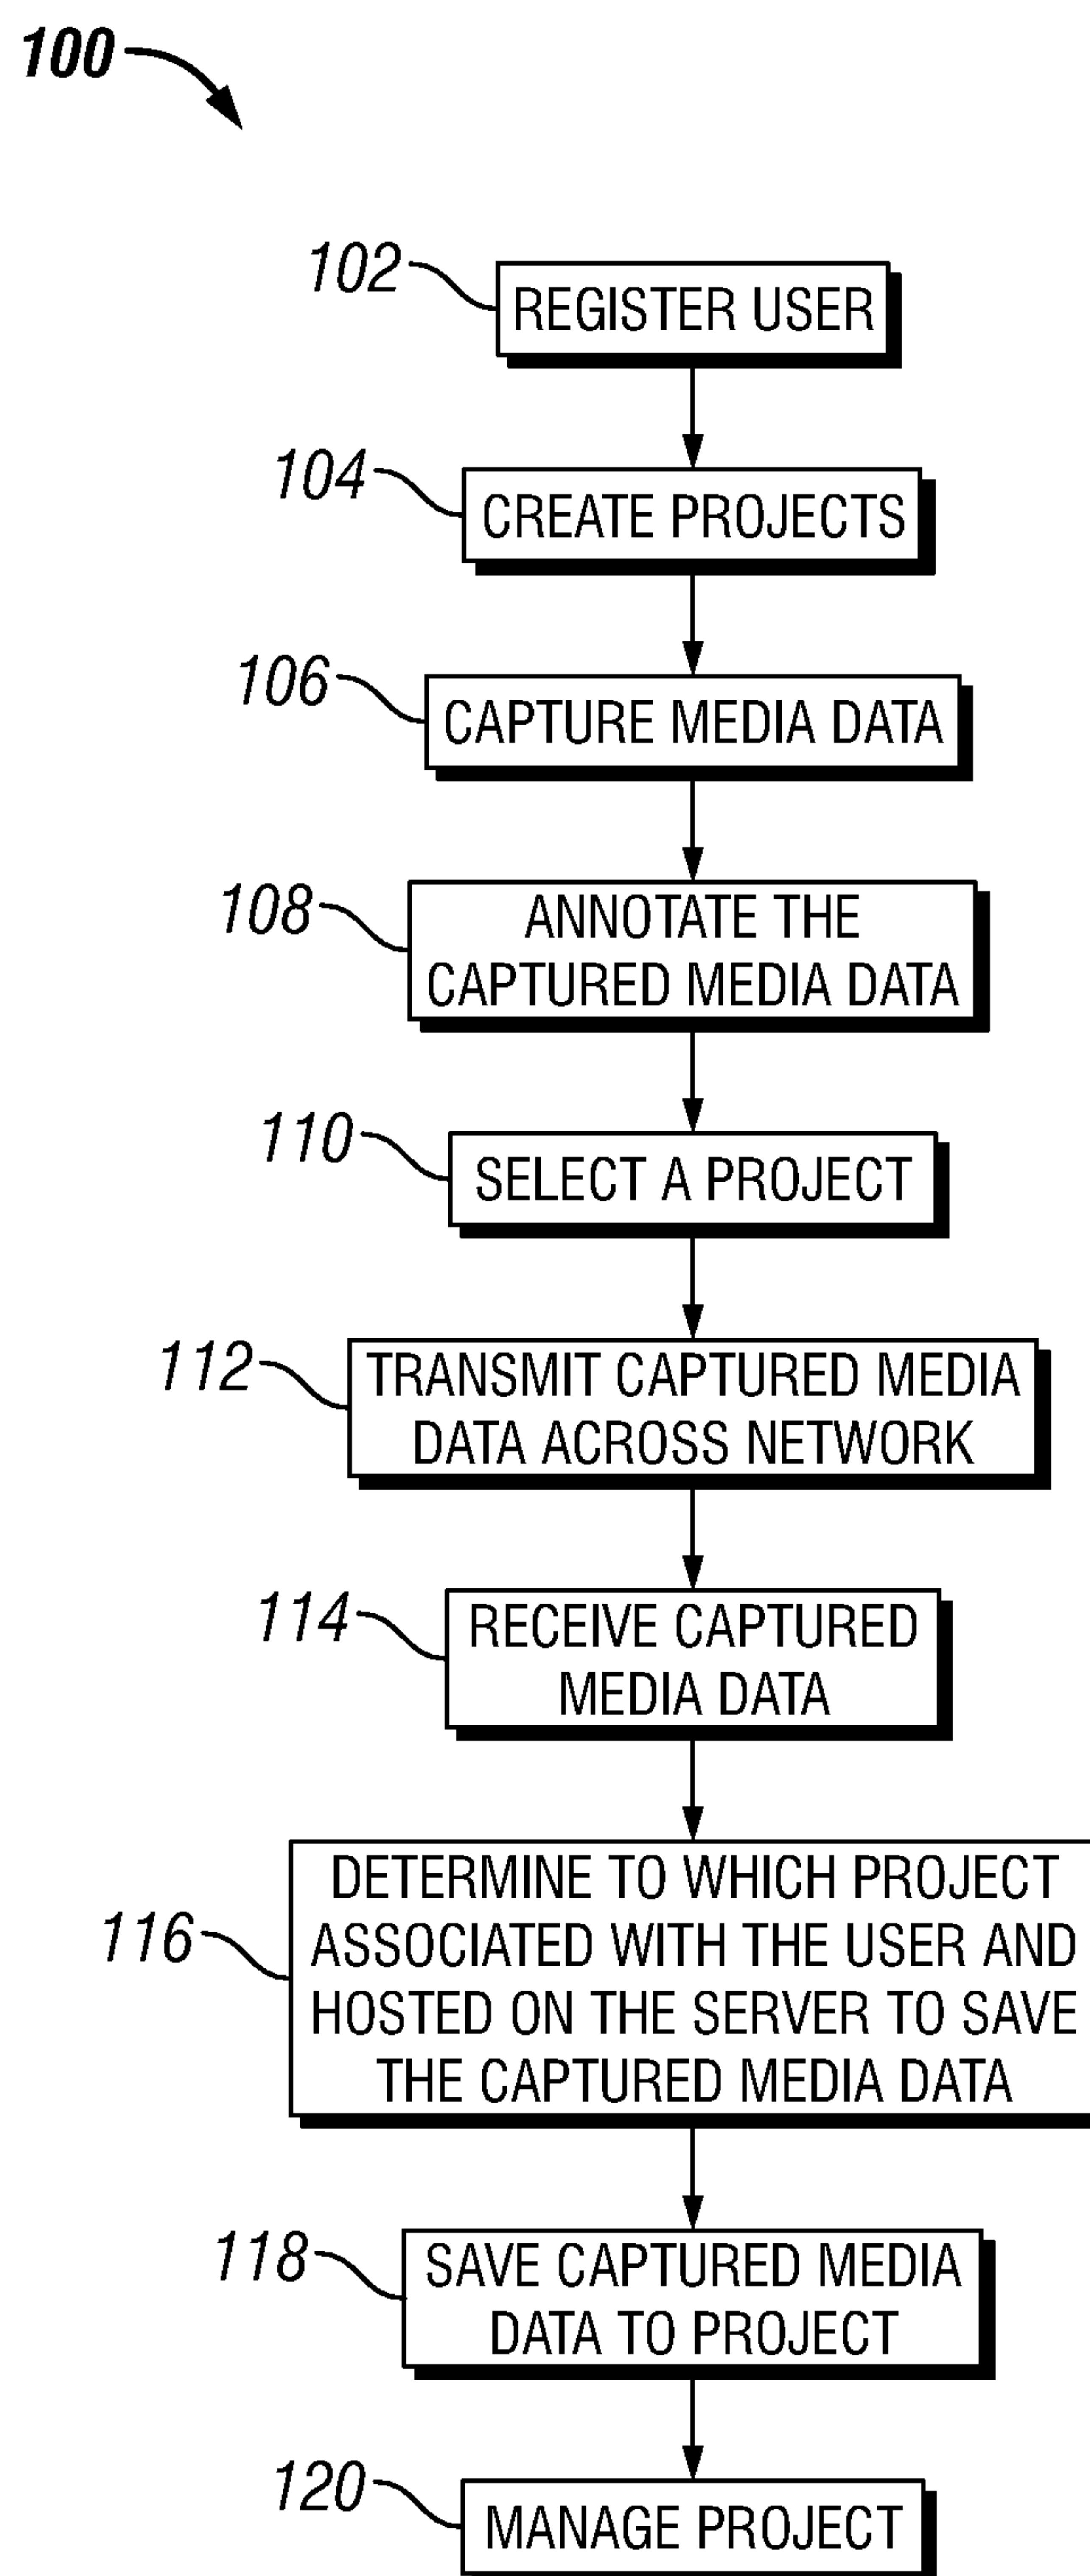 100
102
REGISTER USER
104
CREATE PROJECTS
106
CAPTURE MEDIA DATA
108
ANNOTATE THE
CAPTURED MEDIA DATA
110
SELECT A PROJECT
112
TRANSMIT CAPTURED MEDIA
DATA ACROSS NETWORK
114
RECEIVE CAPTURED
MEDIA DATA
116
DETERMINE TO WHICH PROJECT
ASSOCIATED WITH THE USER AND
HOSTED ON THE SERVER TO SAVE
THE CAPTURED MEDIA DATA
118
SAVE CAPTURED MEDIA
DATA TO PROJECT
120
MANAGE PROJECT